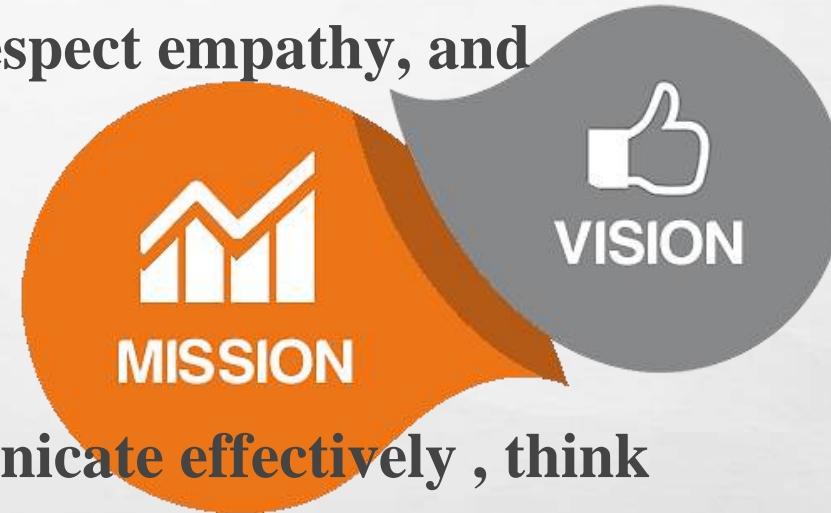 espect empathy, and
VISION
MISSION
nicate effectively , think